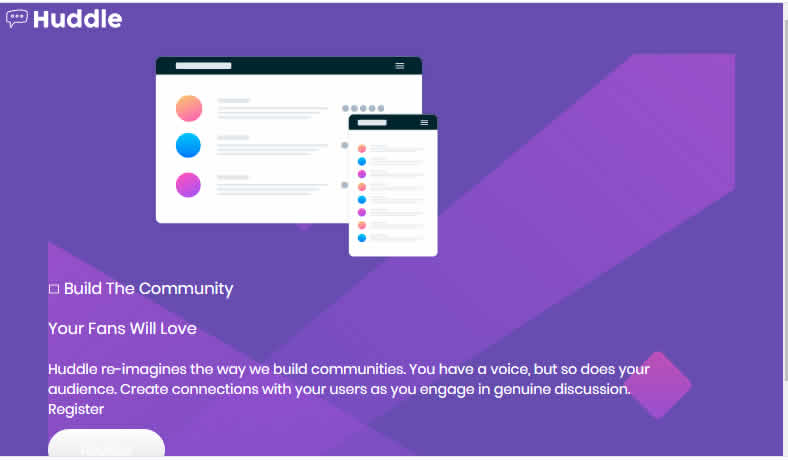 Huddle
□ Build The Community
Your Fans Will Love
Huddle re-imagines the way we build communities. You have a voice, but so does your
audience. Create connections with your users as you engage in genuine discussion.
Register